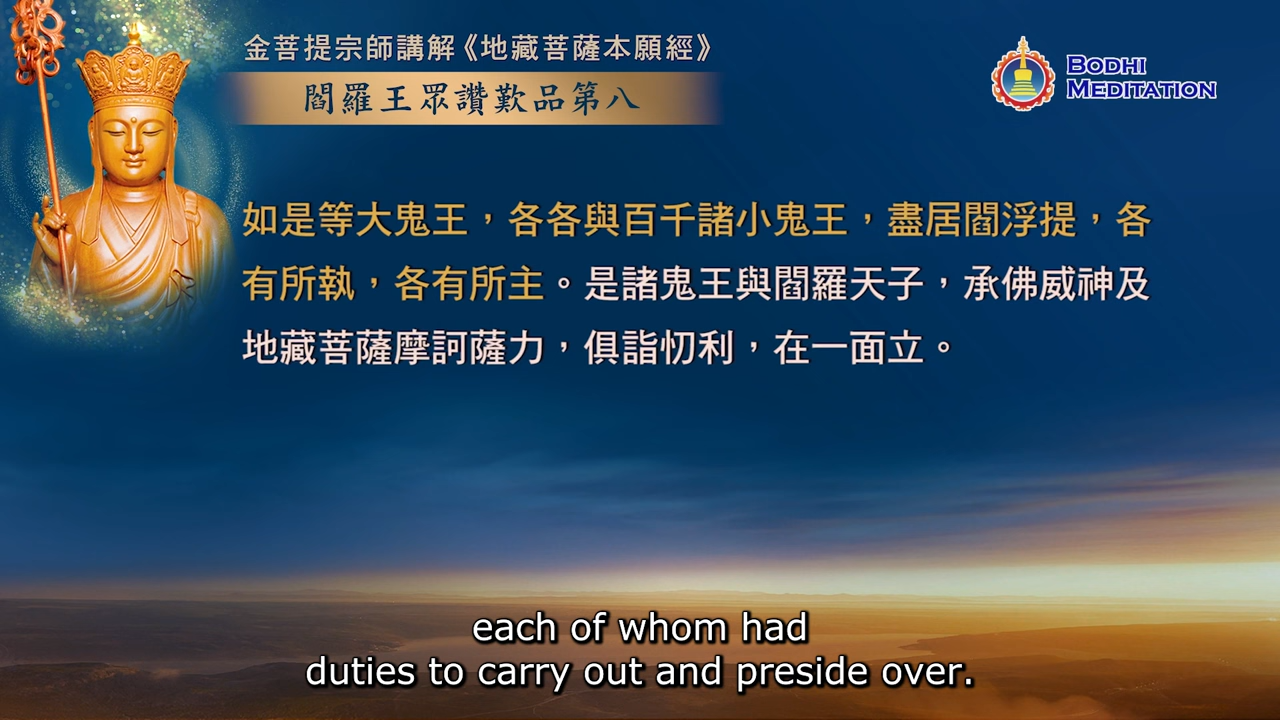 金菩提宗師講解《地藏菩薩本願經》
閻羅王眾讚歎品第八
BODHI
MEDITATION
如是等大鬼王，各各與百千諸小鬼王，盡居閻浮提，各
有所執，各有所主。是諸鬼王與閻羅天子，承佛威神及
地藏菩薩摩訶薩力，俱詣忉利，在一面立。
each of whom had
duties to carry out and preside over.